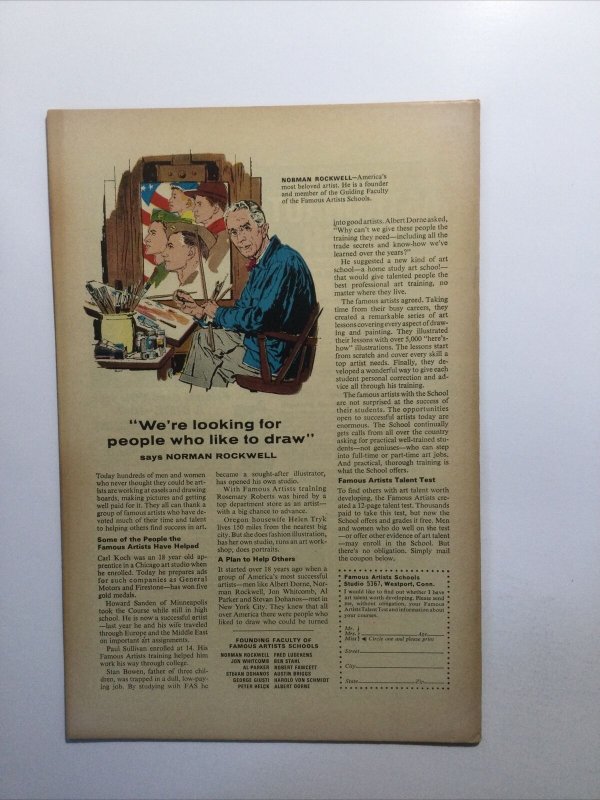 NORMAN ROCKWELL—America's
most beloved artist. He is a founder
and member of the Guiding Faculty
of the Famous Artists Schools.
"We're looking for
people who like to draw"
says NORMAN ROCKWELL
Today hundreds of men and women
who never thought they could be art-
ists are working at easels and drawing
boards, making pictures and getting
well paid for it. They all can thank a
group of famous artists who have de-
voted much of their time and talent
to helping others find success in art.
Some of the People the
Famous Artists Have Helped
Carl Koch was an 18 year old ap-
prentice in a Chicago art studio when
he enrolled. Today he prepares ads
for such companies as General
Motors and Firestone—has won five
gold medals.
Howard Sanden of Minneapolis
took the Course while still in high
school. He is now a successful artist
—last year he and his wife traveled
through Europe and the Middle East
on important art assignments.
Paul Sullivan enrolled at 14. His
Famous Artists training helped him
work his way through college.
Stan Bowen, father of three chil-
dren, was trapped in a dull, low-pay-
ing job. By studying with FAS he
became a sought-after illustrator,
has opened his own studio.
With Famous Artists training
Rosemary Roberts was hired by a
top department store as an artist—
with a big chance to advance.
Oregon housewife Helen Tryk
lives 150 miles from the nearest big
city. But she does fashion illustration,
has her own studio, runs an art work-
shop, does portraits.
A Plan to Help Others
It started over 18 years ago when a
group of America's most successful
artists—men like Albert Dorne, Nor-
man Rockwell, Jon Whitcomb, Al
Parker and Stevan Dohanos—met in
New York City. They knew that all
over America there were people who
liked to draw who could be turned
into good artists. Albert Dorne asked,
"Why can't we give these people the
training they need—including all the
trade secrets and know-how we've
learned over the years?"
He suggested a new kind of art
school—a home study art school—
that would give talented people the
best professional art training, no
matter where they live.
The famous artists agreed. Taking
time from their busy careers, they
created a remarkable series of art
lessons covering every aspect of draw-
ing and painting. They illustrated
their lessons with over 5,000 "here's-
how" illustrations. The lessons start
from scratch and cover every skill a
top artist needs. Finally, they de-
veloped a wonderful way to give each
student personal correction and ad-
vice all through his training.
The famous artists with the School
are not surprised at the success of
their students. The opportunities
open to successful artists today are
enormous. The School continually
gets calls from all over the country
asking for practical well-trained stu-
dents—not geniuses—who can step
into full-time or part-time art jobs.
And practical, thorough training is
what the School offers.
Famous Artists Talent Test
To find others with art talent worth
developing, the Famous Artists cre-
ated a 12-page talent test. Thousands
paid to take this test, but now the
School offers and grades it free. Men
and women who do well on the test
—or offer other evidence of art talent
—may enroll in the School. But
there's no obligation. Simply mail
the coupon below.
FOUNDING FACULTY OF
FAMOUS ARTISTS SCHOOLS
NORMAN ROCKWELL FRED LUDEKENS
JON WHITCOMB BEN STAHL
AL PARKER ROBERT FAWCETT
STEVAN DOHANOS AUSTIN BRIGGS
GEORGE GIUSTI HAROLD VON SCHMIDT
PETER HELCK ALBERT DORNE
Famous Artists Schools
Studio 5367, Westport, Conn.
I would like to find out whether I have
art talent worth developing. Please send
me, without obligation, your Famous
Artists Talent Test and information about
your courses.
Mr.
Mrs. Age
Miss Circle one and please print
Street
City
State Zip